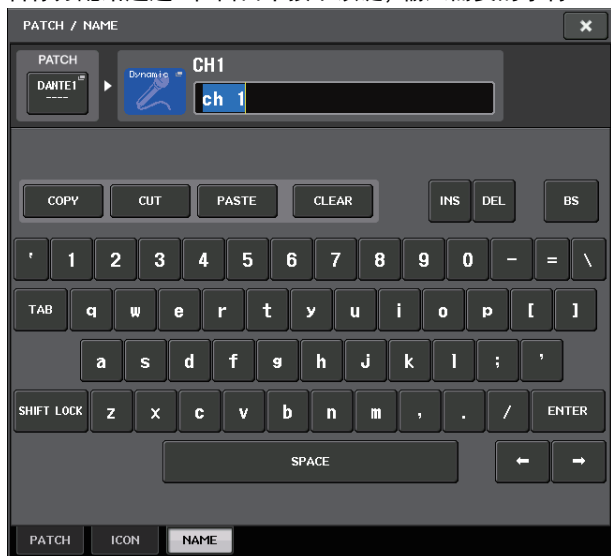 PATCH / NAME
PATCH
DANTE1
----
Dynamic
CH1
ch 1
COPY CUT PASTE CLEAR INS DEL BS
' 1 2 3 4 5 6 7 8 9 0 - = \
TAB q w e r t y u i o p [ ]
a s d f g h j k l ; '
SHIFT LOCK z x c v b n m , . / ENTER
SPACE ← →
PATCH ICON NAME